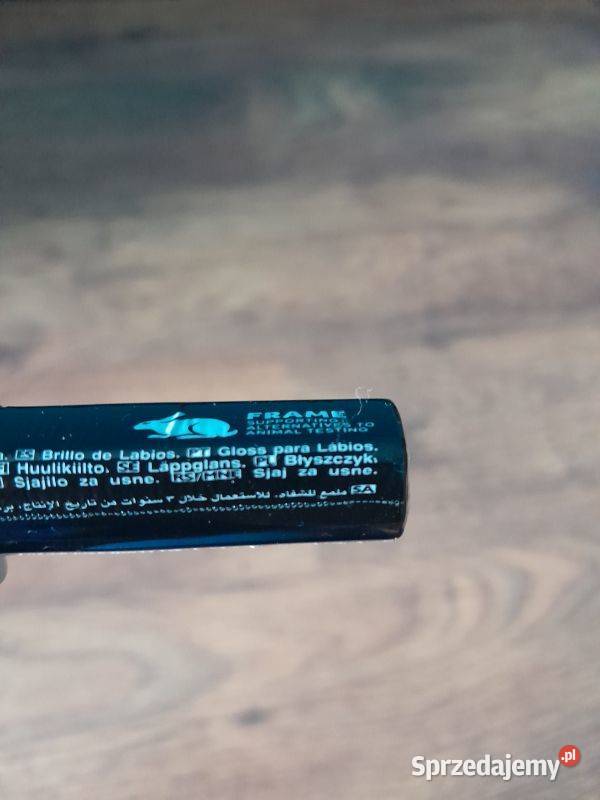 FRAME
SUPPORTING
ALTERNATIVES TO
ANIMAL TESTING
ES Brillo de Labios. PT Gloss para Lábios.
Huulikiilto. SE Läppglans. PL Błyszczyk.
Sjajilo za usne. RS/MNE Sjaj za usne.
SA ملمع للشفاه. للاستعمال خلال ٣ سنوات من تاريخ الإنتاج.
Sprzedajemy.pl